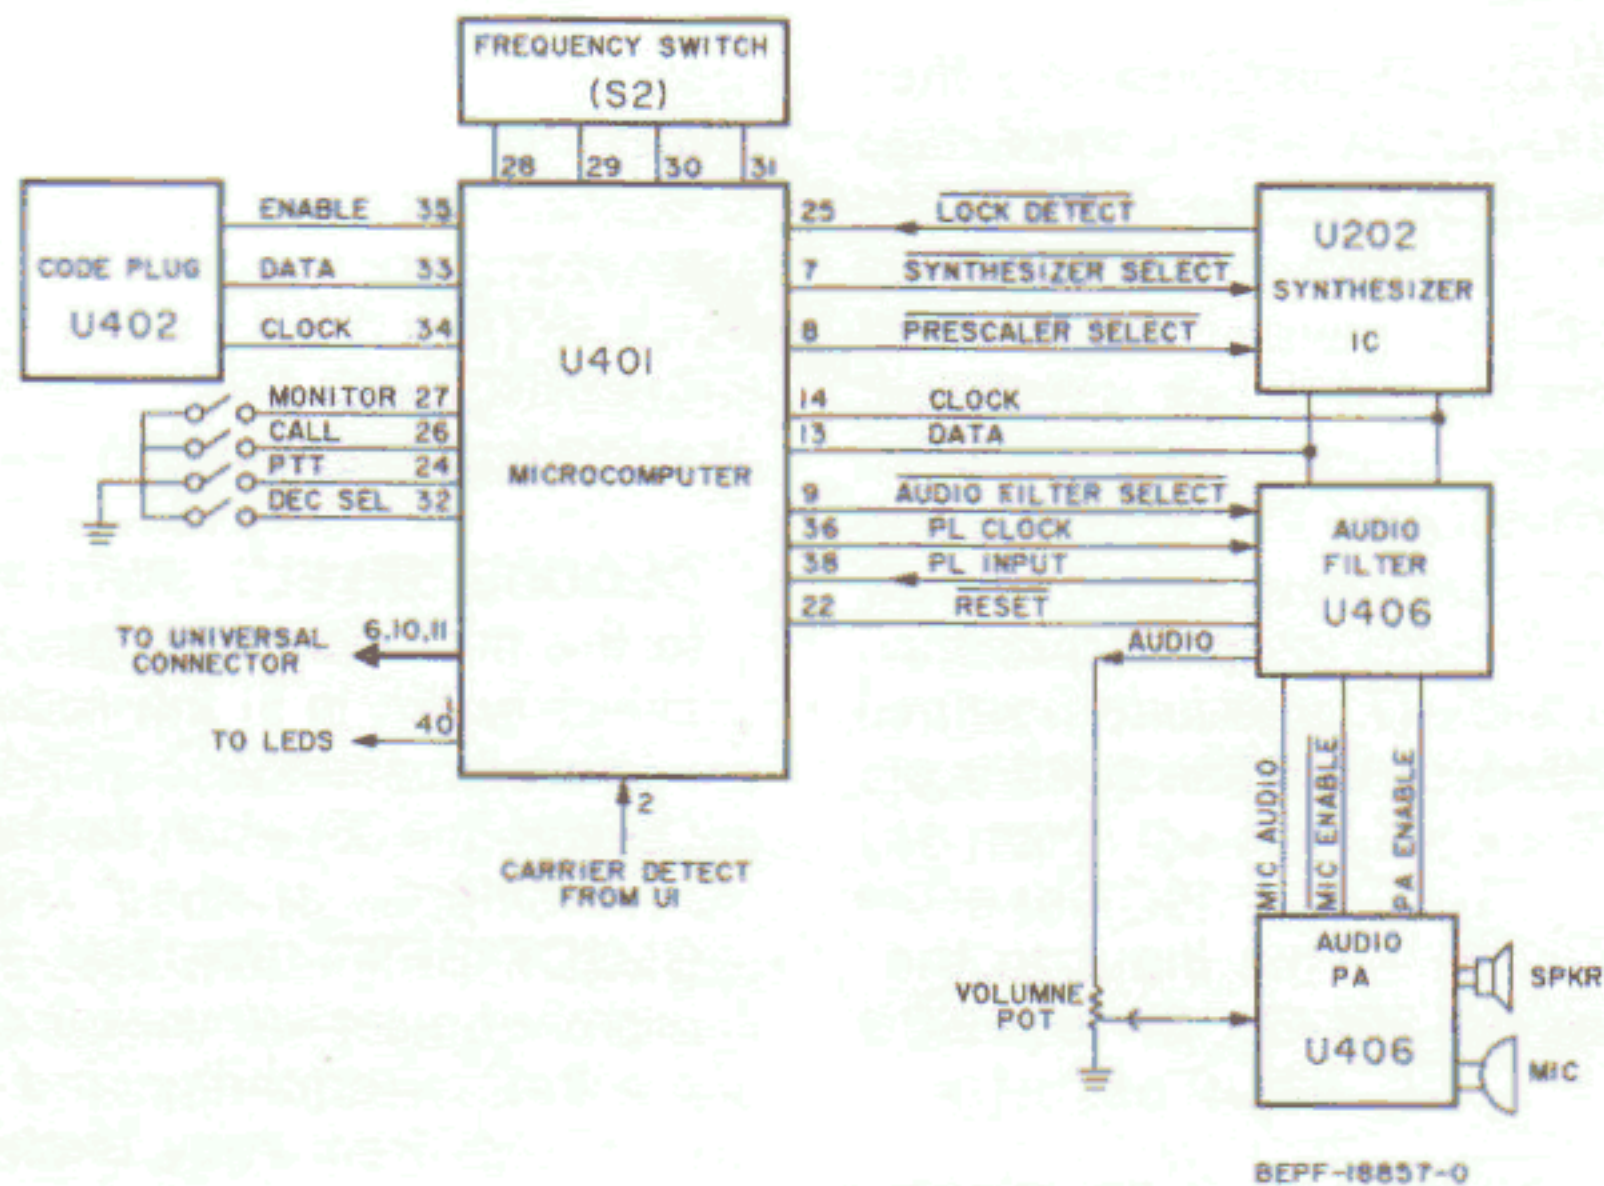 FREQUENCY SWITCH
(S2)
28 29 30 31
CODE PLUG
U402
ENABLE 35
DATA 33
CLOCK 34
MONITOR 27
CALL 26
PTT 24
DEC SEL 32
TO UNIVERSAL
CONNECTOR
6,10,11
TO LEDS
40
U401
MICROCOMPUTER
2
CARRIER DETECT
FROM U1
25 LOCK DETECT
7 SYNTHESIZER SELECT
8 PRESCALER SELECT
14 CLOCK
13 DATA
9 AUDIO FILTER SELECT
36 PL CLOCK
38 PL INPUT
22 RESET
AUDIO
U202
SYNTHESIZER
IC
AUDIO
FILTER
U406
MIC AUDIO
MIC ENABLE
PA ENABLE
VOLUMNE
POT
AUDIO
PA
U406
SPKR
MIC
BEPF-18857-O